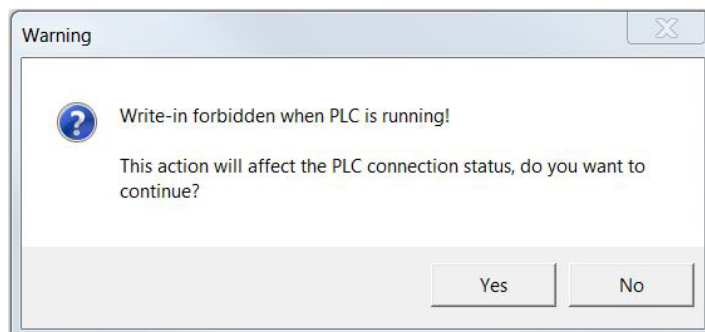 Warning
Write-in forbidden when PLC is running!
This action will affect the PLC connection status, do you want to
continue?
Yes
No